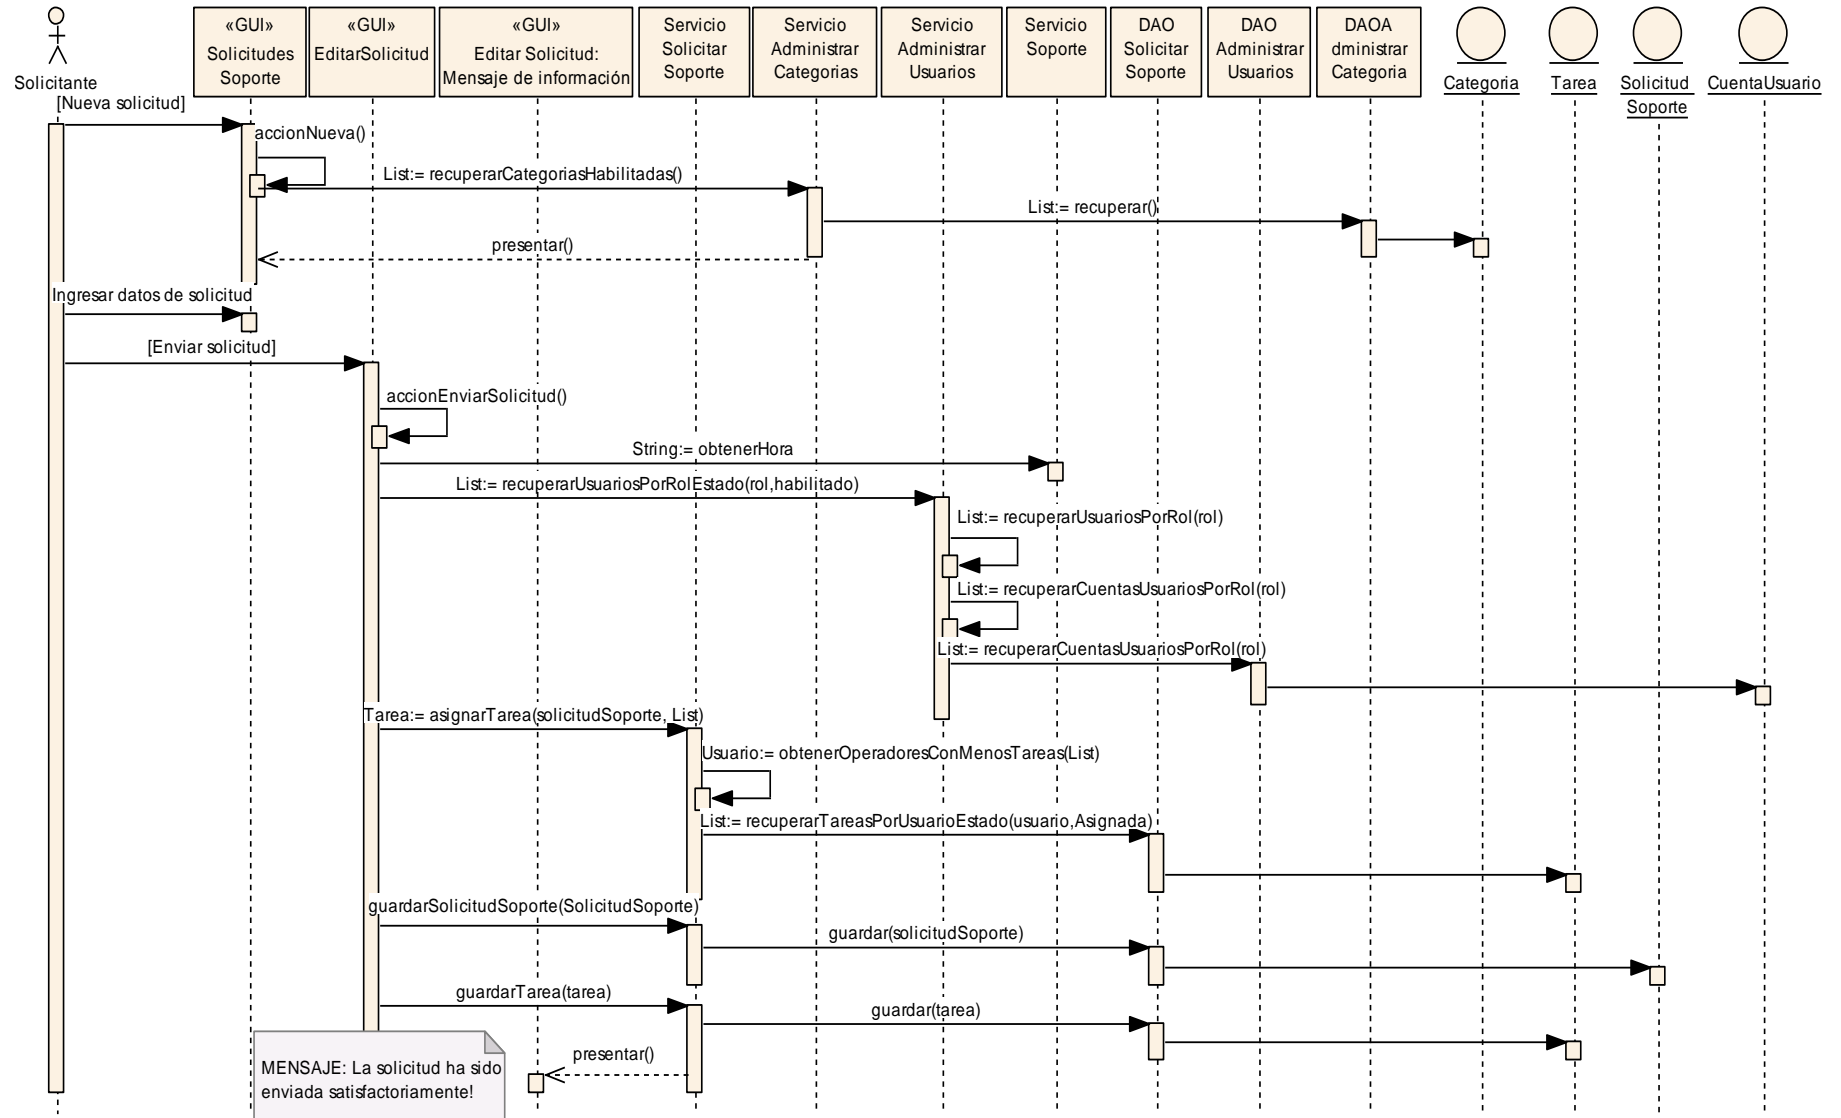 «GUI»
Solicitudes
Soporte
«GUI»
EditarSolicitud
«GUI»
Editar Solicitud:
Mensaje de información
Servicio
Solicitar
Soporte
Servicio
Administrar
Categorias
Servicio
Administrar
Usuarios
Servicio
Soporte
DAO
Solicitar
Soporte
DAO
Administrar
Usuarios
DAOA
dministrar
Categoria
Solicitante
Categoria
Tarea
Solicitud
Soporte
CuentaUsuario
[Nueva solicitud]
accionNueva()
List:= recuperarCategoriasHabilitadas()
List:= recuperar()
presentar()
Ingresar datos de solicitud
[Enviar solicitud]
accionEnviarSolicitud()
String:= obtenerHora
List:= recuperarUsuariosPorRolEstado(rol,habilitado)
List:= recuperarUsuariosPorRol(rol)
List:= recuperarCuentasUsuariosPorRol(rol)
List:= recuperarCuentasUsuariosPorRol(rol)
Tarea:= asignarTarea(solicitudSoporte, List)
Usuario:= obtenerOperadoresConMenosTareas(List)
List:= recuperarTareasPorUsuarioEstado(usuario,Asignada)
guardarSolicitudSoporte(SolicitudSoporte)
guardar(solicitudSoporte)
guardarTarea(tarea)
guardar(tarea)
presentar()
MENSAJE: La solicitud ha sido
enviada satisfactoriamente!